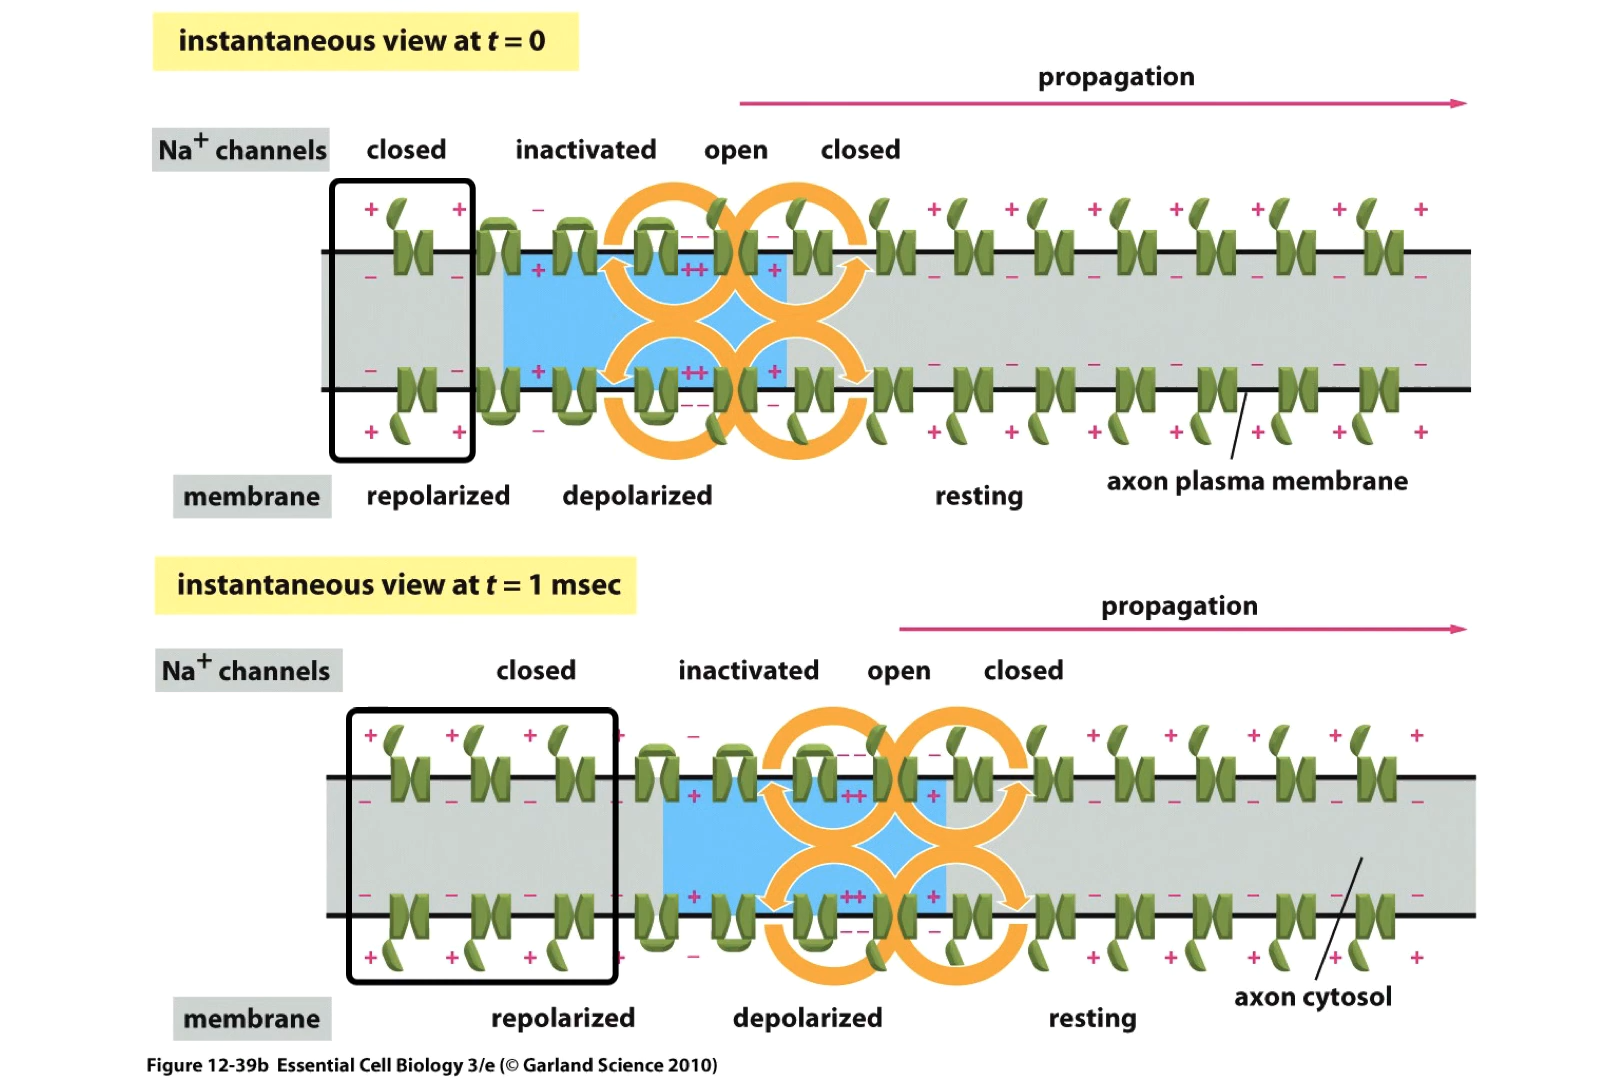 instantaneous view at t = 0
propagation
Na+ channels closed inactivated open closed
membrane repolarized depolarized resting axon plasma membrane
instantaneous view at t = 1 msec
propagation
Na+ channels closed inactivated open closed
axon cytosol
membrane repolarized depolarized resting
Figure 12-39b Essential Cell Biology 3/e (© Garland Science 2010)